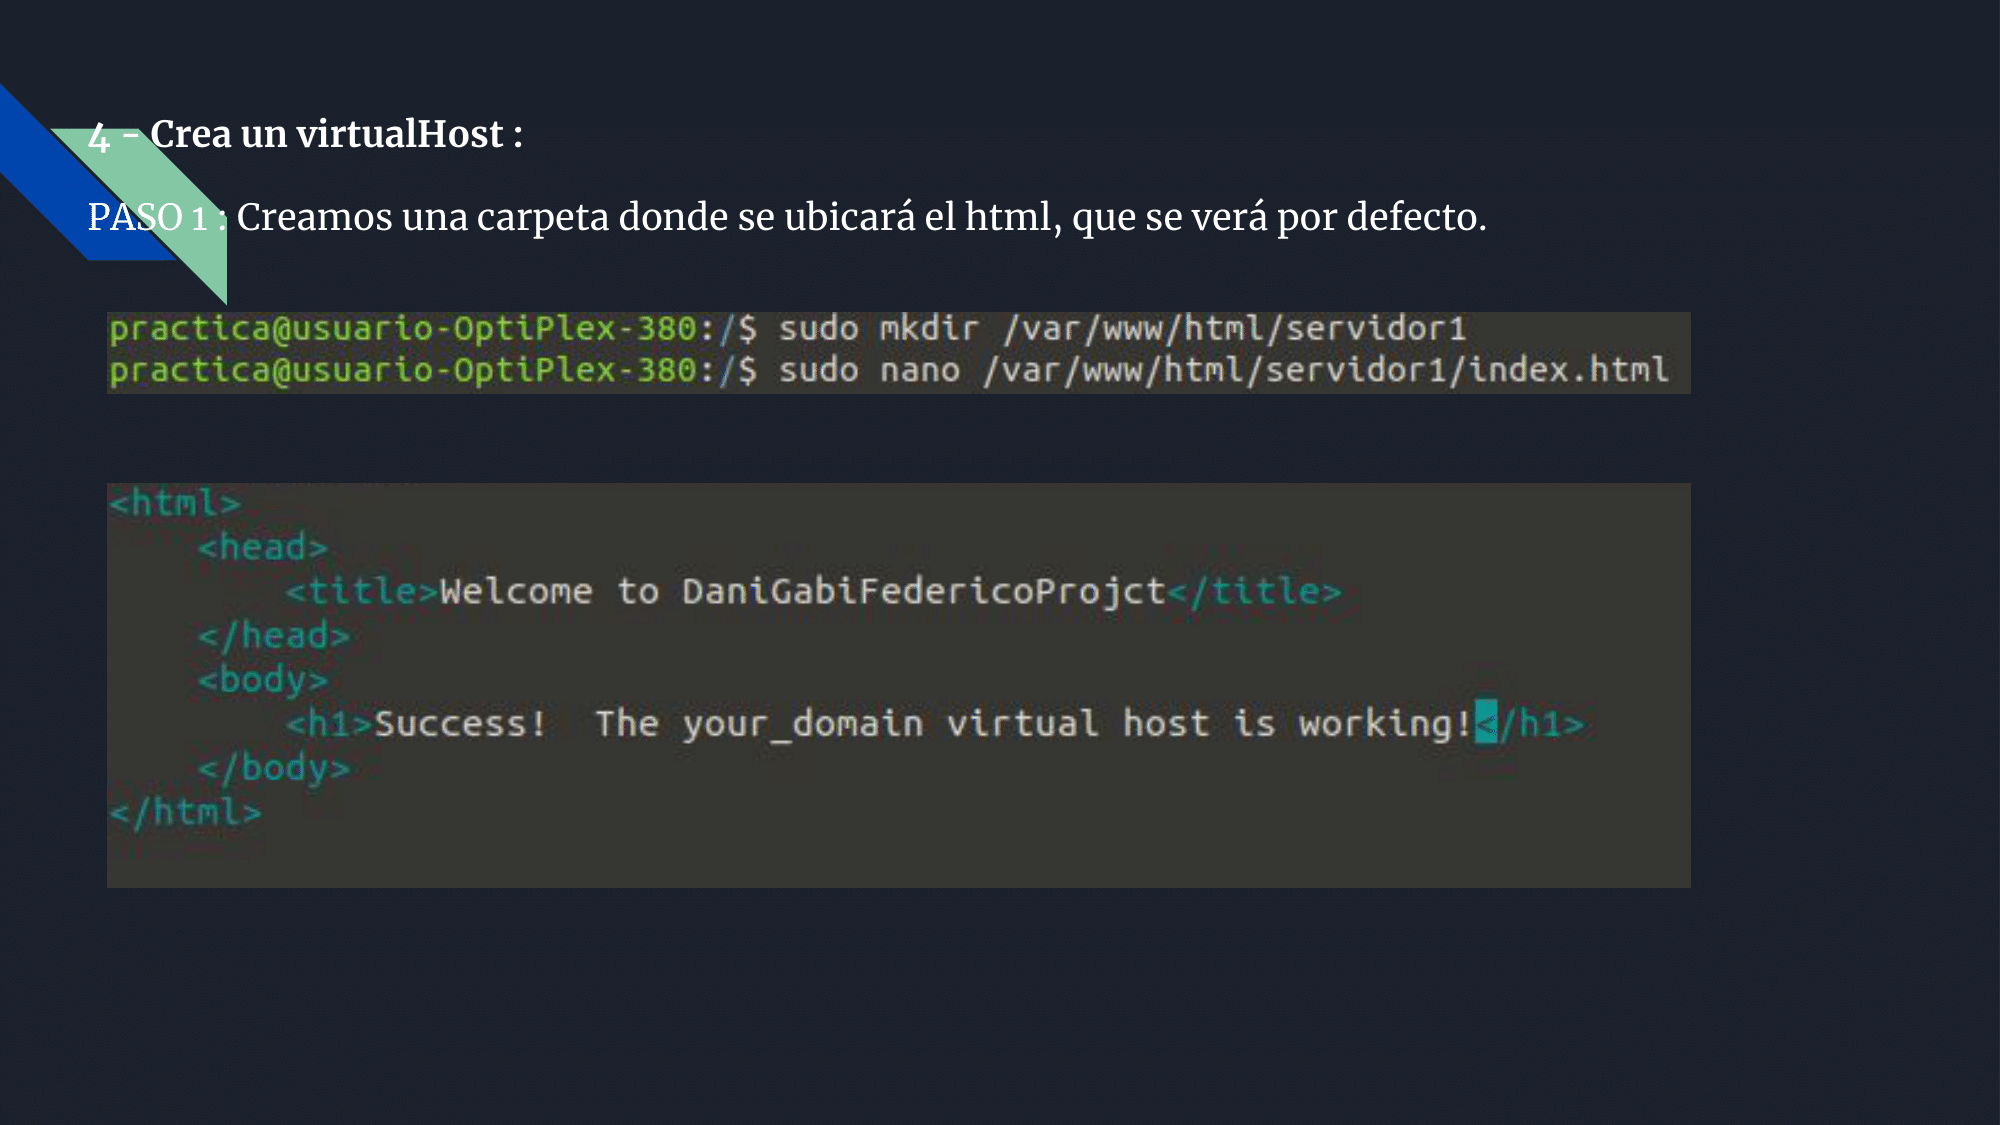 4 - Crea un virtualHost :
PASO 1 : Creamos una carpeta donde se ubicará el html, que se verá por defecto.
practica@usuario-OptiPlex-380:/$ sudo mkdir /var/www/html/servidor1
practica@usuario-OptiPlex-380:/$ sudo nano /var/www/html/servidor1/index.html
<html>
    <head>
        <title>Welcome to DaniGabiFedericoProjct</title>
    </head>
    <body>
        <h1>Success!  The your_domain virtual host is working!</h1>
    </body>
</html>